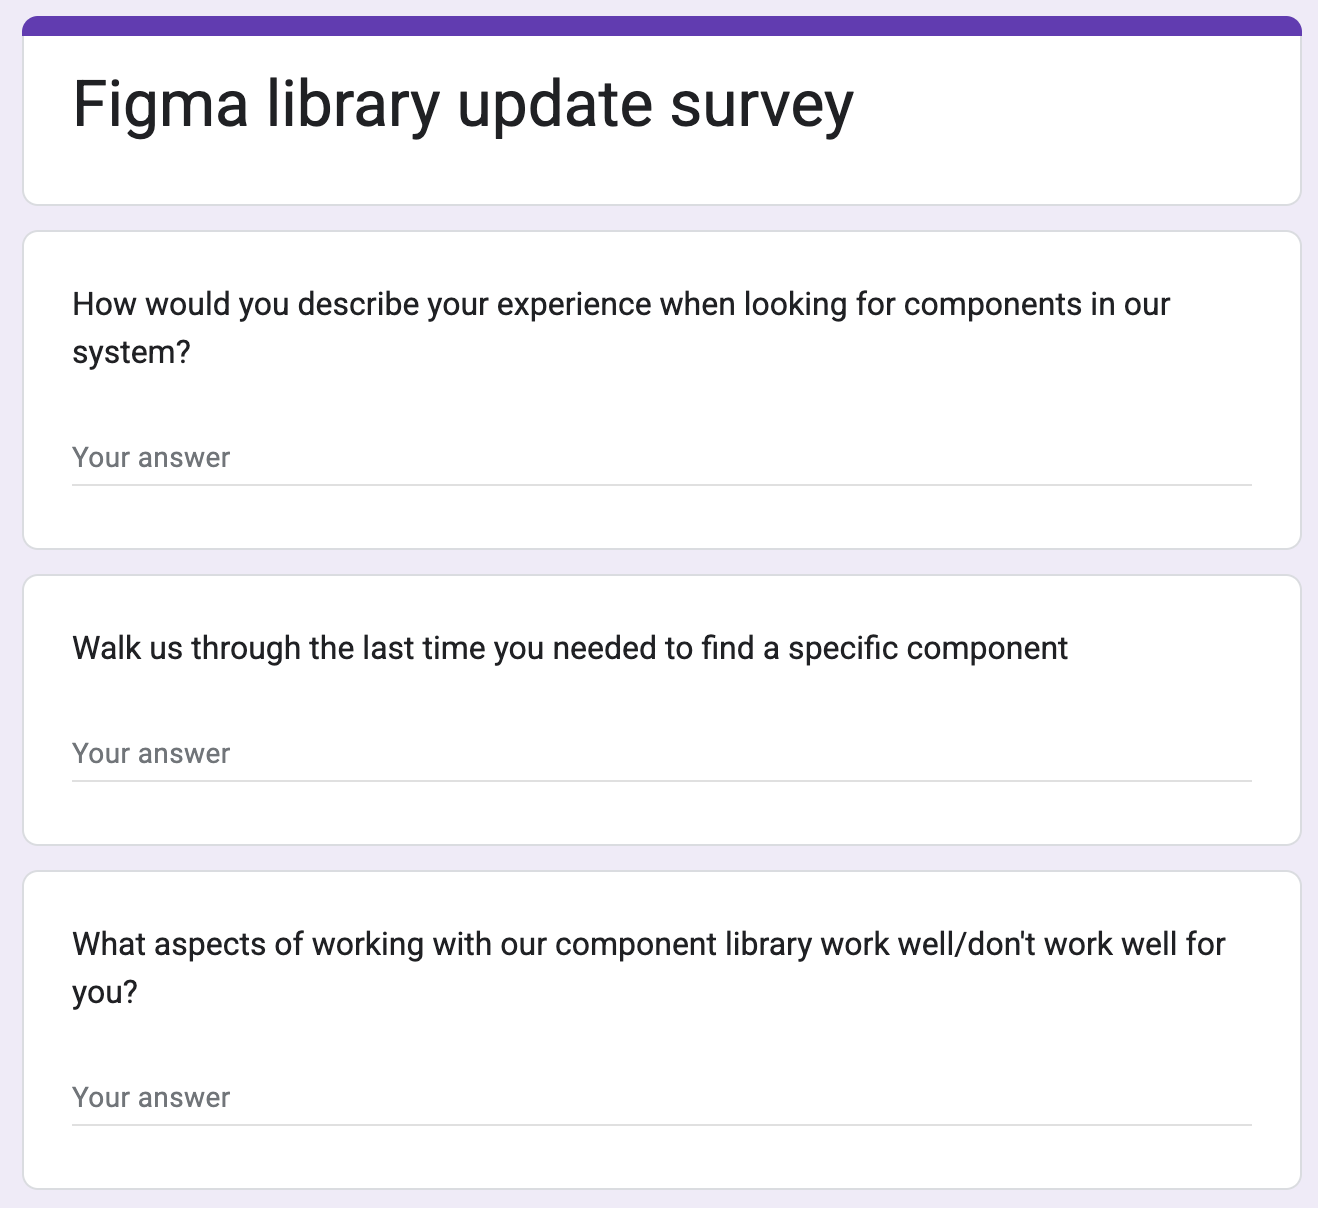 Figma library update survey
How would you describe your experience when looking for components in our
system?
Your answer
Walk us through the last time you needed to find a specific component
Your answer
What aspects of working with our component library work well/don't work well for
you?
Your answer